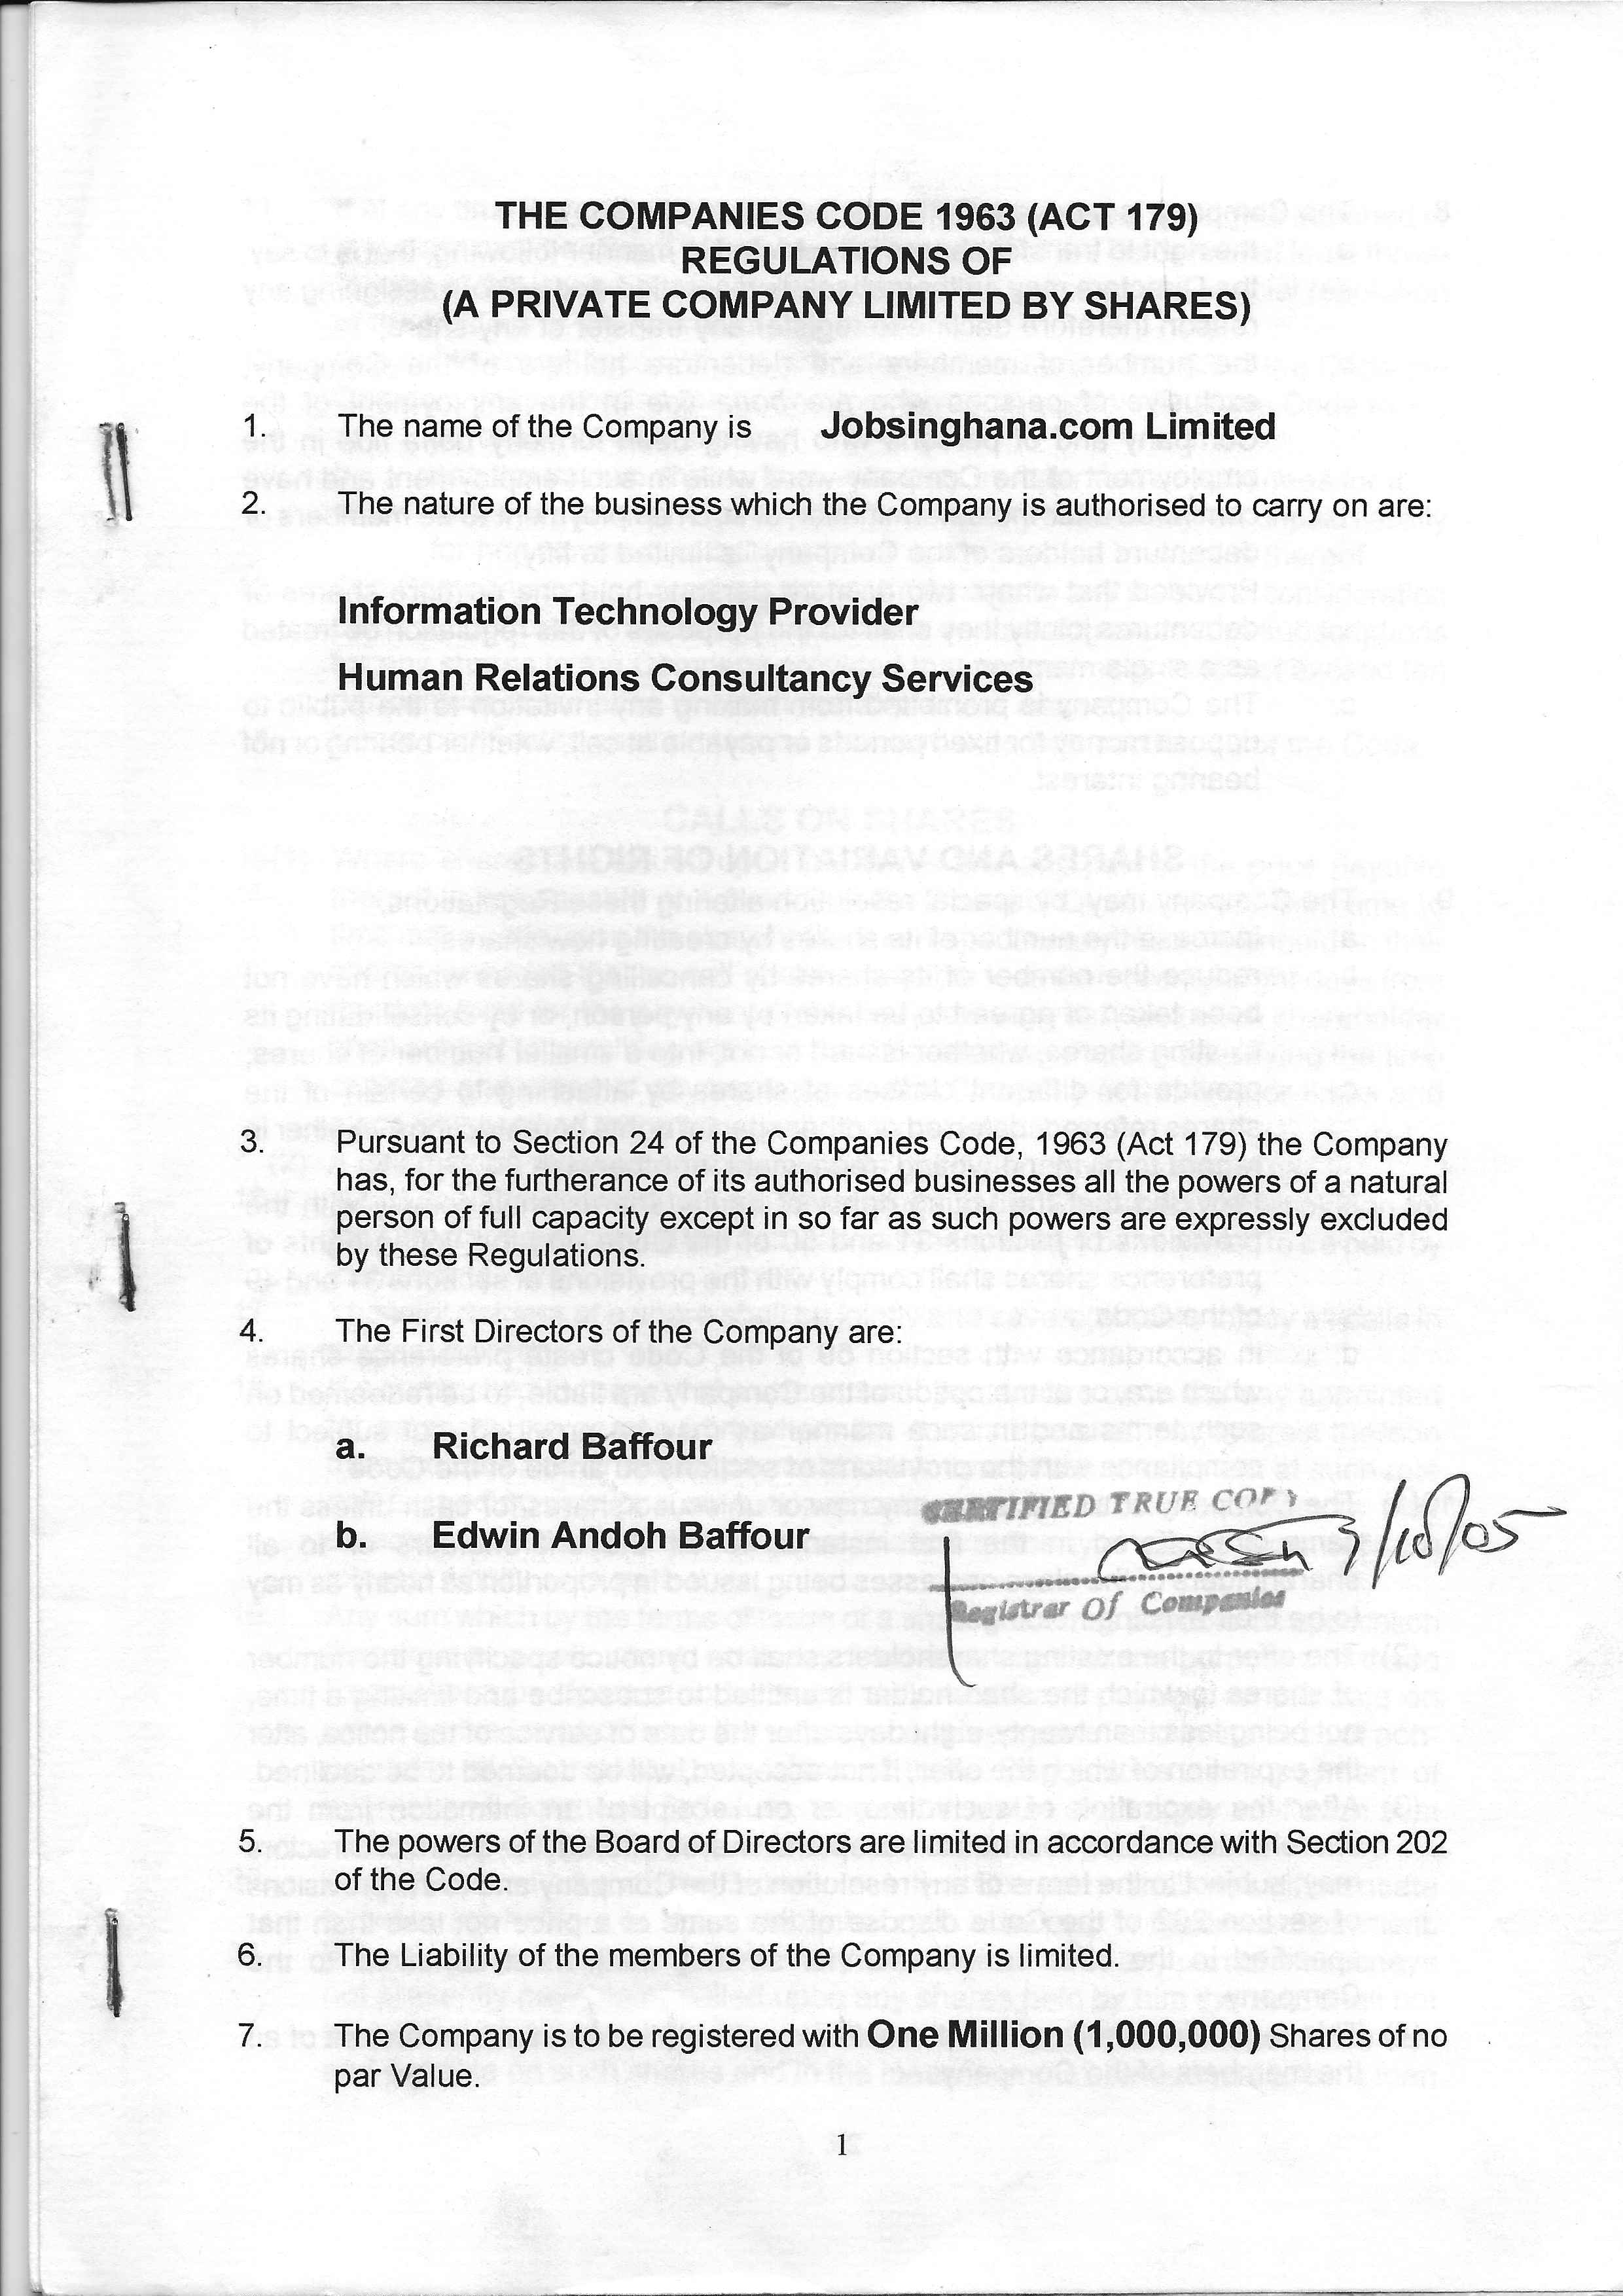 THE COMPANIES CODE 1963 (ACT 179)
REGULATIONS OF
(A PRIVATE COMPANY LIMITED BY SHARES)
1. The name of the Company is Jobsinghana.com Limited
2. The nature of the business which the Company is authorised to carry on are:
Information Technology Provider
Human Relations Consultancy Services
3. Pursuant to Section 24 of the Companies Code, 1963 (Act 179) the Company
has, for the furtherance of its authorised businesses all the powers of a natural
person of full capacity except in so far as such powers are expressly excluded
by these Regulations.
4. The First Directors of the Company are:
a. Richard Baffour
b. Edwin Andoh Baffour
CERTIFIED TRUE COPY
/10/05
Registrar Of Companies
5. The powers of the Board of Directors are limited in accordance with Section 202
of the Code.
6. The Liability of the members of the Company is limited.
7. The Company is to be registered with One Million (1,000,000) Shares of no
par Value.
1